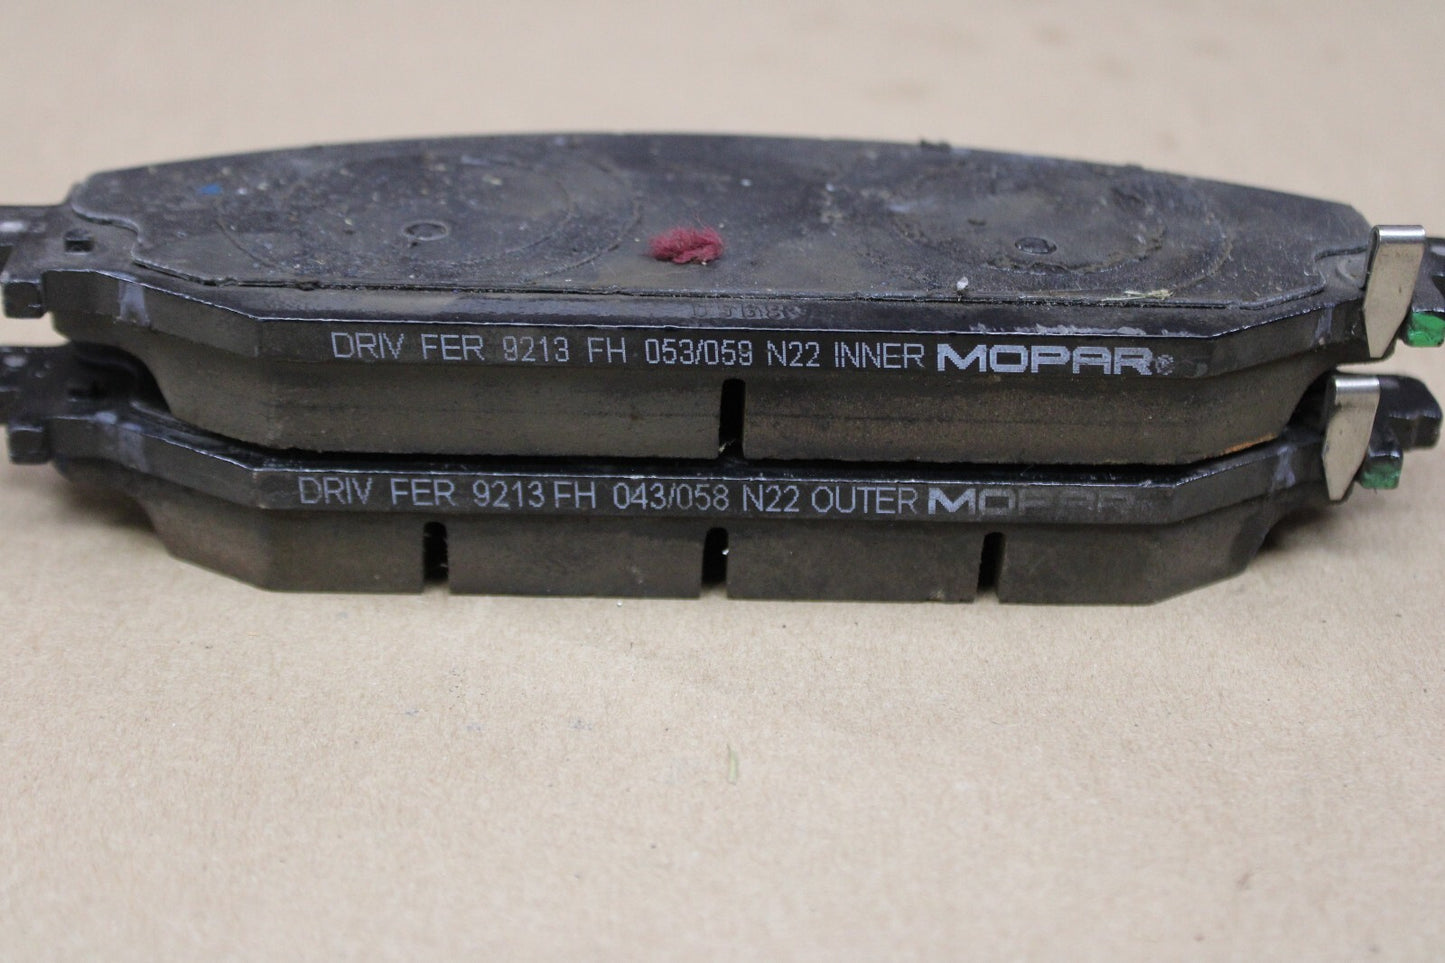 DRIV FER 9213 FH 053/059 N22 INNER MOPAR®
DRIV FER 9213 FH 043/058 N22 OUTER MOPAR